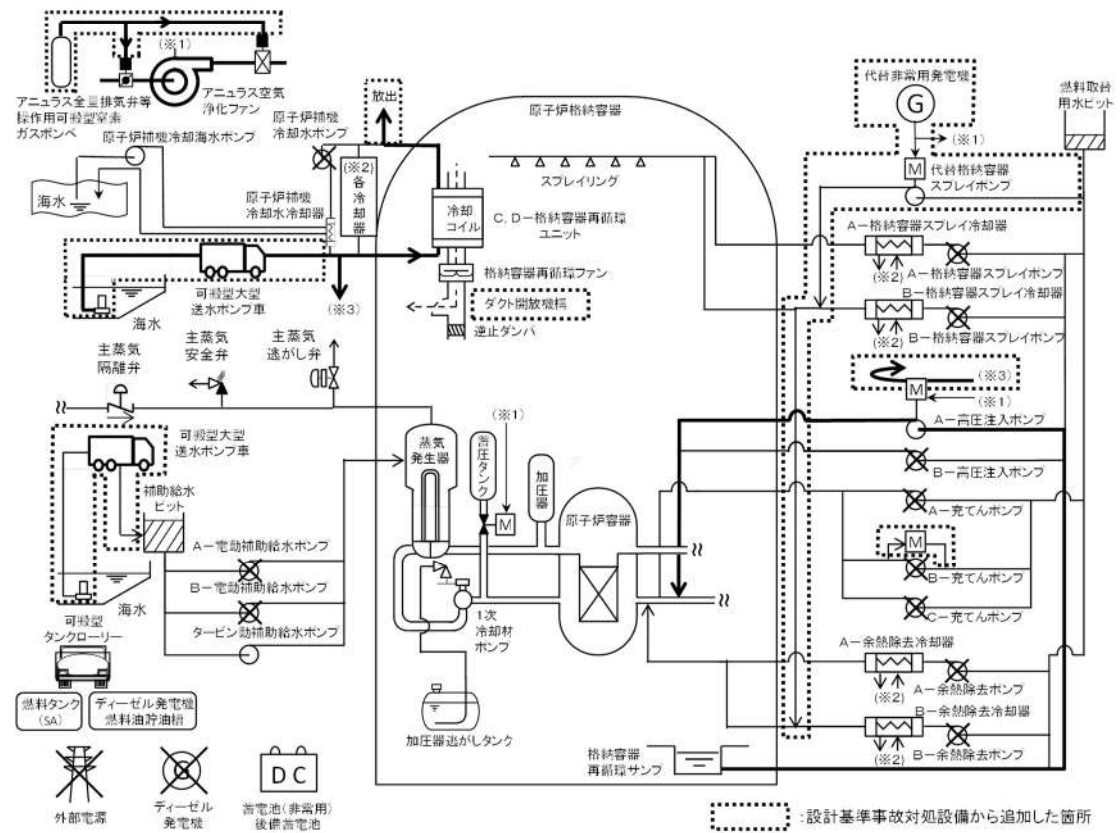 (※1)
アニュラス全量排気弁等
操作用可搬型窒素
ガスボンベ
アニュラス空気
浄化ファン
原子炉補機冷却海水ポンプ
原子炉補機
冷却水ポンプ
放出
原子炉格納容器
代替非常用発電機
G
(※1)
燃料取替
用水ピット
M
代替格納容器
スプレイポンプ
海水
原子炉補機
冷却水冷却器
(※2)
各
冷
却
器
スプレイリング
冷却
コイル
C,D-格納容器再循環
ユニット
格納容器再循環ファン
ダクト開放機構
逆止ダンパ
可搬型大型
送水ポンプ車
海水
(※3)
A-格納容器スプレイ冷却器
(※2)
A-格納容器スプレイポンプ
B-格納容器スプレイ冷却器
(※2)
B-格納容器スプレイポンプ
主蒸気
隔離弁
主蒸気
安全弁
主蒸気
逃がし弁
(※3)
M
(※1)
A-高圧注入ポンプ
B-高圧注入ポンプ
A-充てんポンプ
M
B-充てんポンプ
C-充てんポンプ
可搬型大型
送水ポンプ車
補助給水
ピット
A-電動補助給水ポンプ
B-電動補助給水ポンプ
タービン動補助給水ポンプ
海水
蒸気
発生器
蓄圧タンク
(※1)
M
加圧器
原子炉容器
1次
冷却材
ポンプ
加圧器逃がしタンク
A-余熱除去冷却器
(※2)
A-余熱除去ポンプ
B-余熱除去冷却器
(※2)
B-余熱除去ポンプ
格納容器
再循環サンプ
可搬型
タンクローリー
燃料タンク
(SA)
ディーゼル発電機
燃料油貯油槽
外部電源
ディーゼル
発電機
DC
蓄電池(非常用)
後備蓄電池
:設計基準事故対処設備から追加した箇所